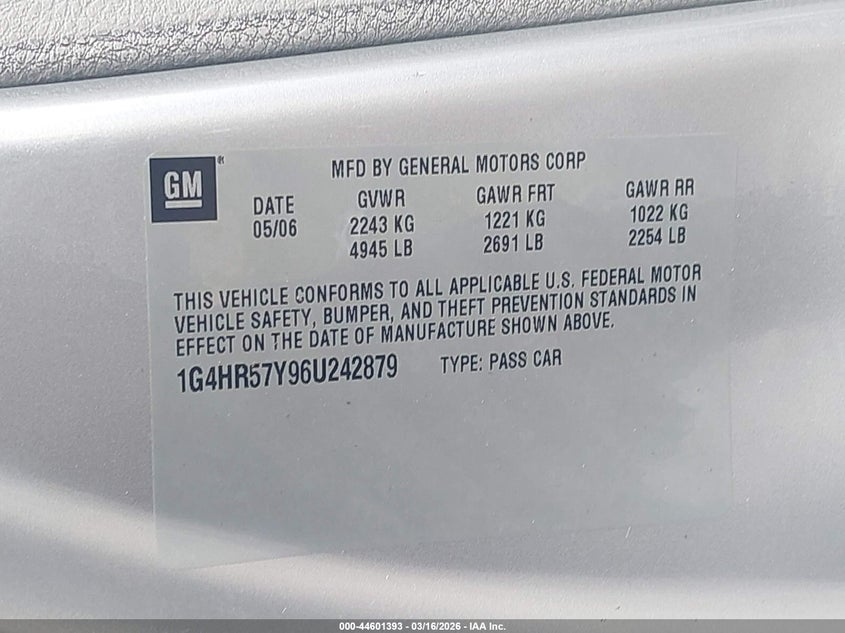 GM®
MFD BY GENERAL MOTORS CORP
DATE GVWR GAWR FRT GAWR RR
05/06 2243 KG 1221 KG 1022 KG
4945 LB 2691 LB 2254 LB
THIS VEHICLE CONFORMS TO ALL APPLICABLE U.S. FEDERAL MOTOR
VEHICLE SAFETY, BUMPER, AND THEFT PREVENTION STANDARDS IN
EFFECT ON THE DATE OF MANUFACTURE SHOWN ABOVE.
1G4HR57Y96U242879 TYPE: PASS CAR
000-44601393 - 03/16/2026 - IAA Inc.